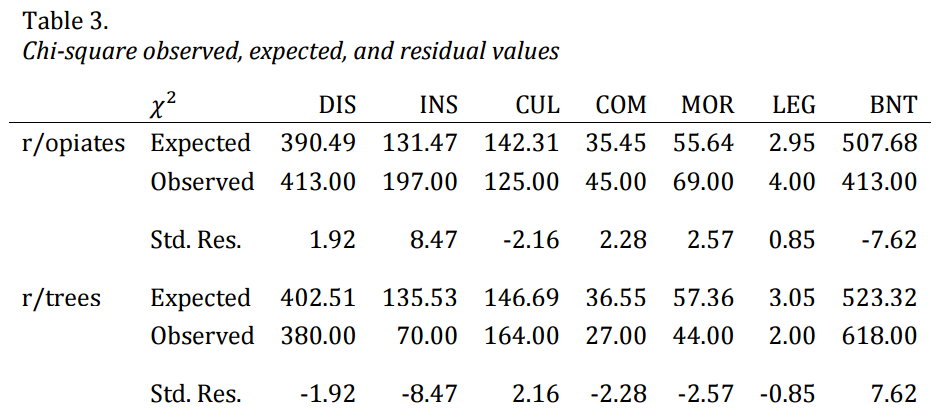 Table 3.
Chi-square observed, expected, and residual values
χ² DIS INS CUL COM MOR LEG BNT
r/opiates Expected 390.49 131.47 142.31 35.45 55.64 2.95 507.68
Observed 413.00 197.00 125.00 45.00 69.00 4.00 413.00
Std. Res. 1.92 8.47 -2.16 2.28 2.57 0.85 -7.62
r/trees Expected 402.51 135.53 146.69 36.55 57.36 3.05 523.32
Observed 380.00 70.00 164.00 27.00 44.00 2.00 618.00
Std. Res. -1.92 -8.47 2.16 -2.28 -2.57 -0.85 7.62